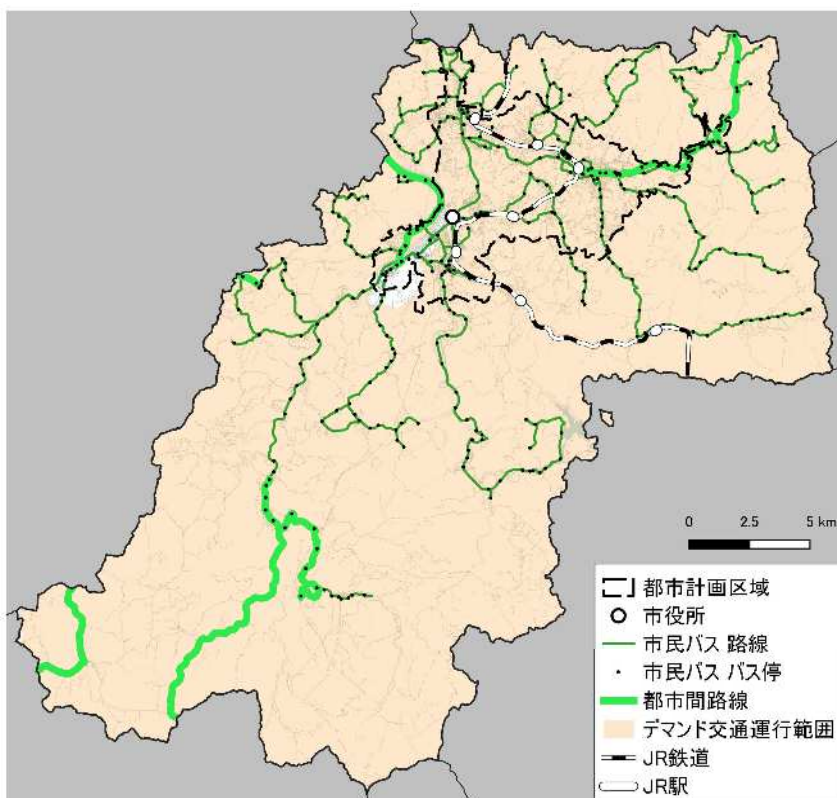 0 2.5 5 km
都市計画区域
市役所
市民バス 路線
市民バス バス停
都市間路線
デマンド交通運行範囲
JR鉄道
JR駅